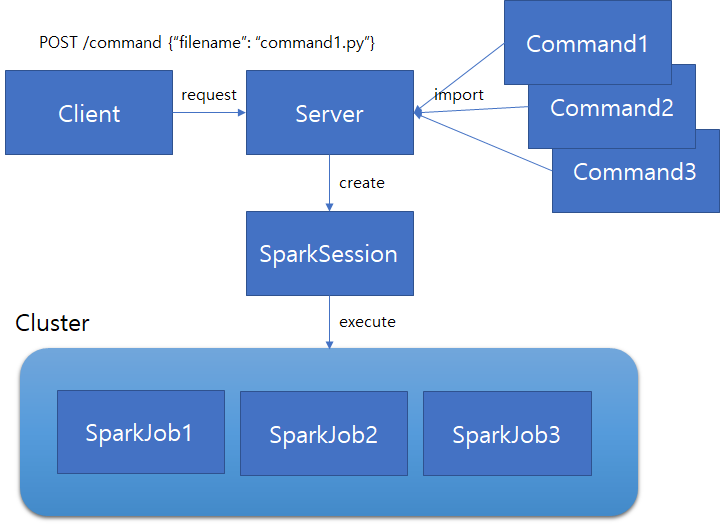 POST /command {“filename”: “command1.py”}
Client
request
Server
import
Command1
Command2
Command3
create
SparkSession
execute
Cluster
SparkJob1
SparkJob2
SparkJob3